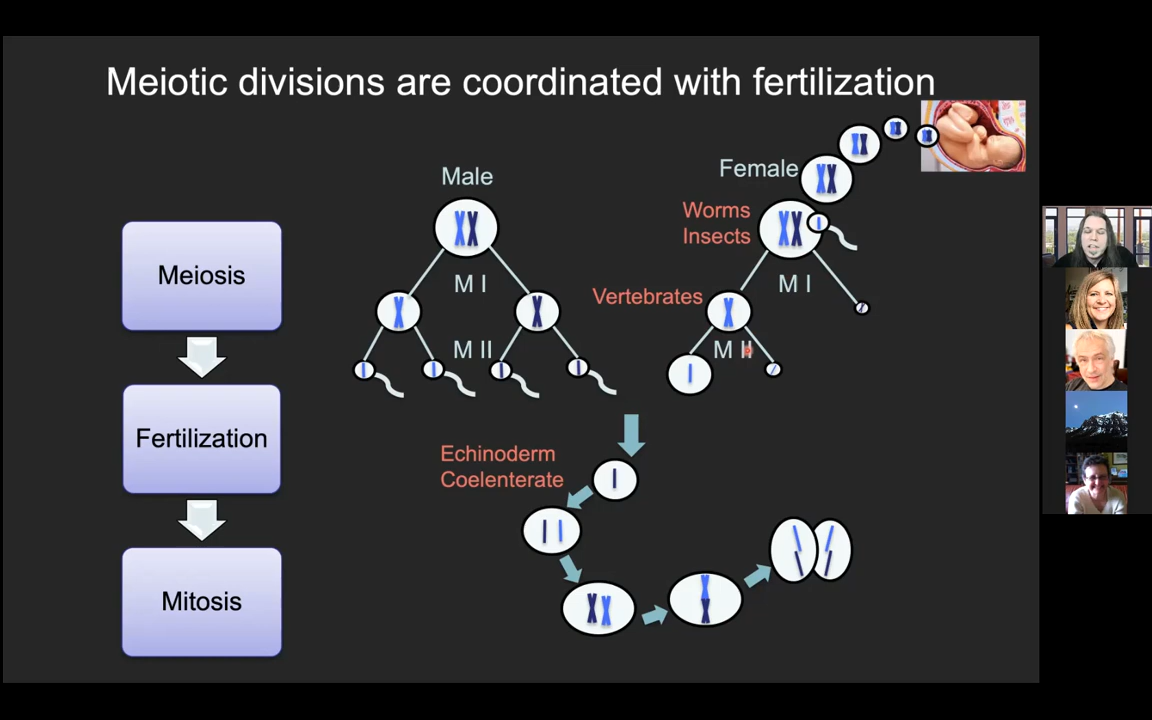 Meiotic divisions are coordinated with fertilization
Male
Female
Worms
Insects
Meiosis
M I
M I
Vertebrates
M II
M II
Fertilization
Echinoderm
Coelenterate
Mitosis